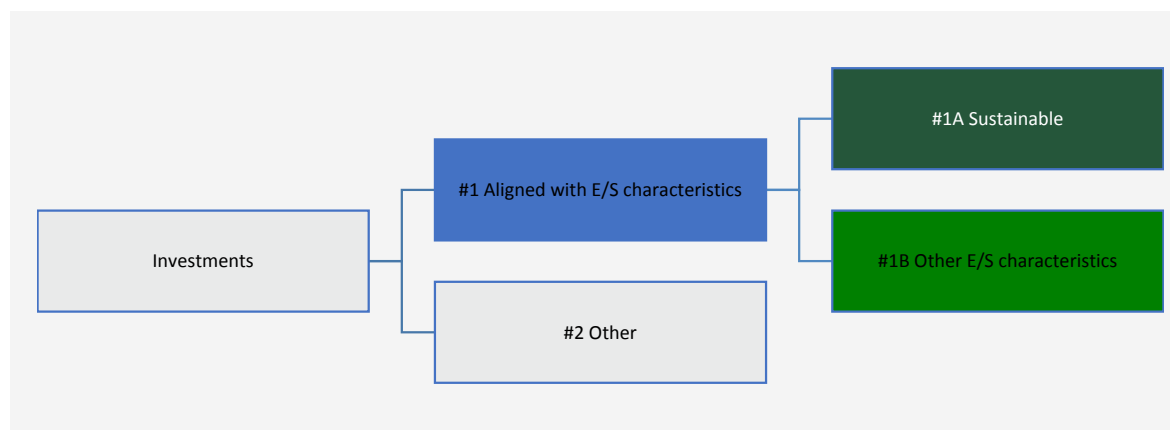 Investments
#1 Aligned with E/S characteristics
#2 Other
#1A Sustainable
#1B Other E/S characteristics